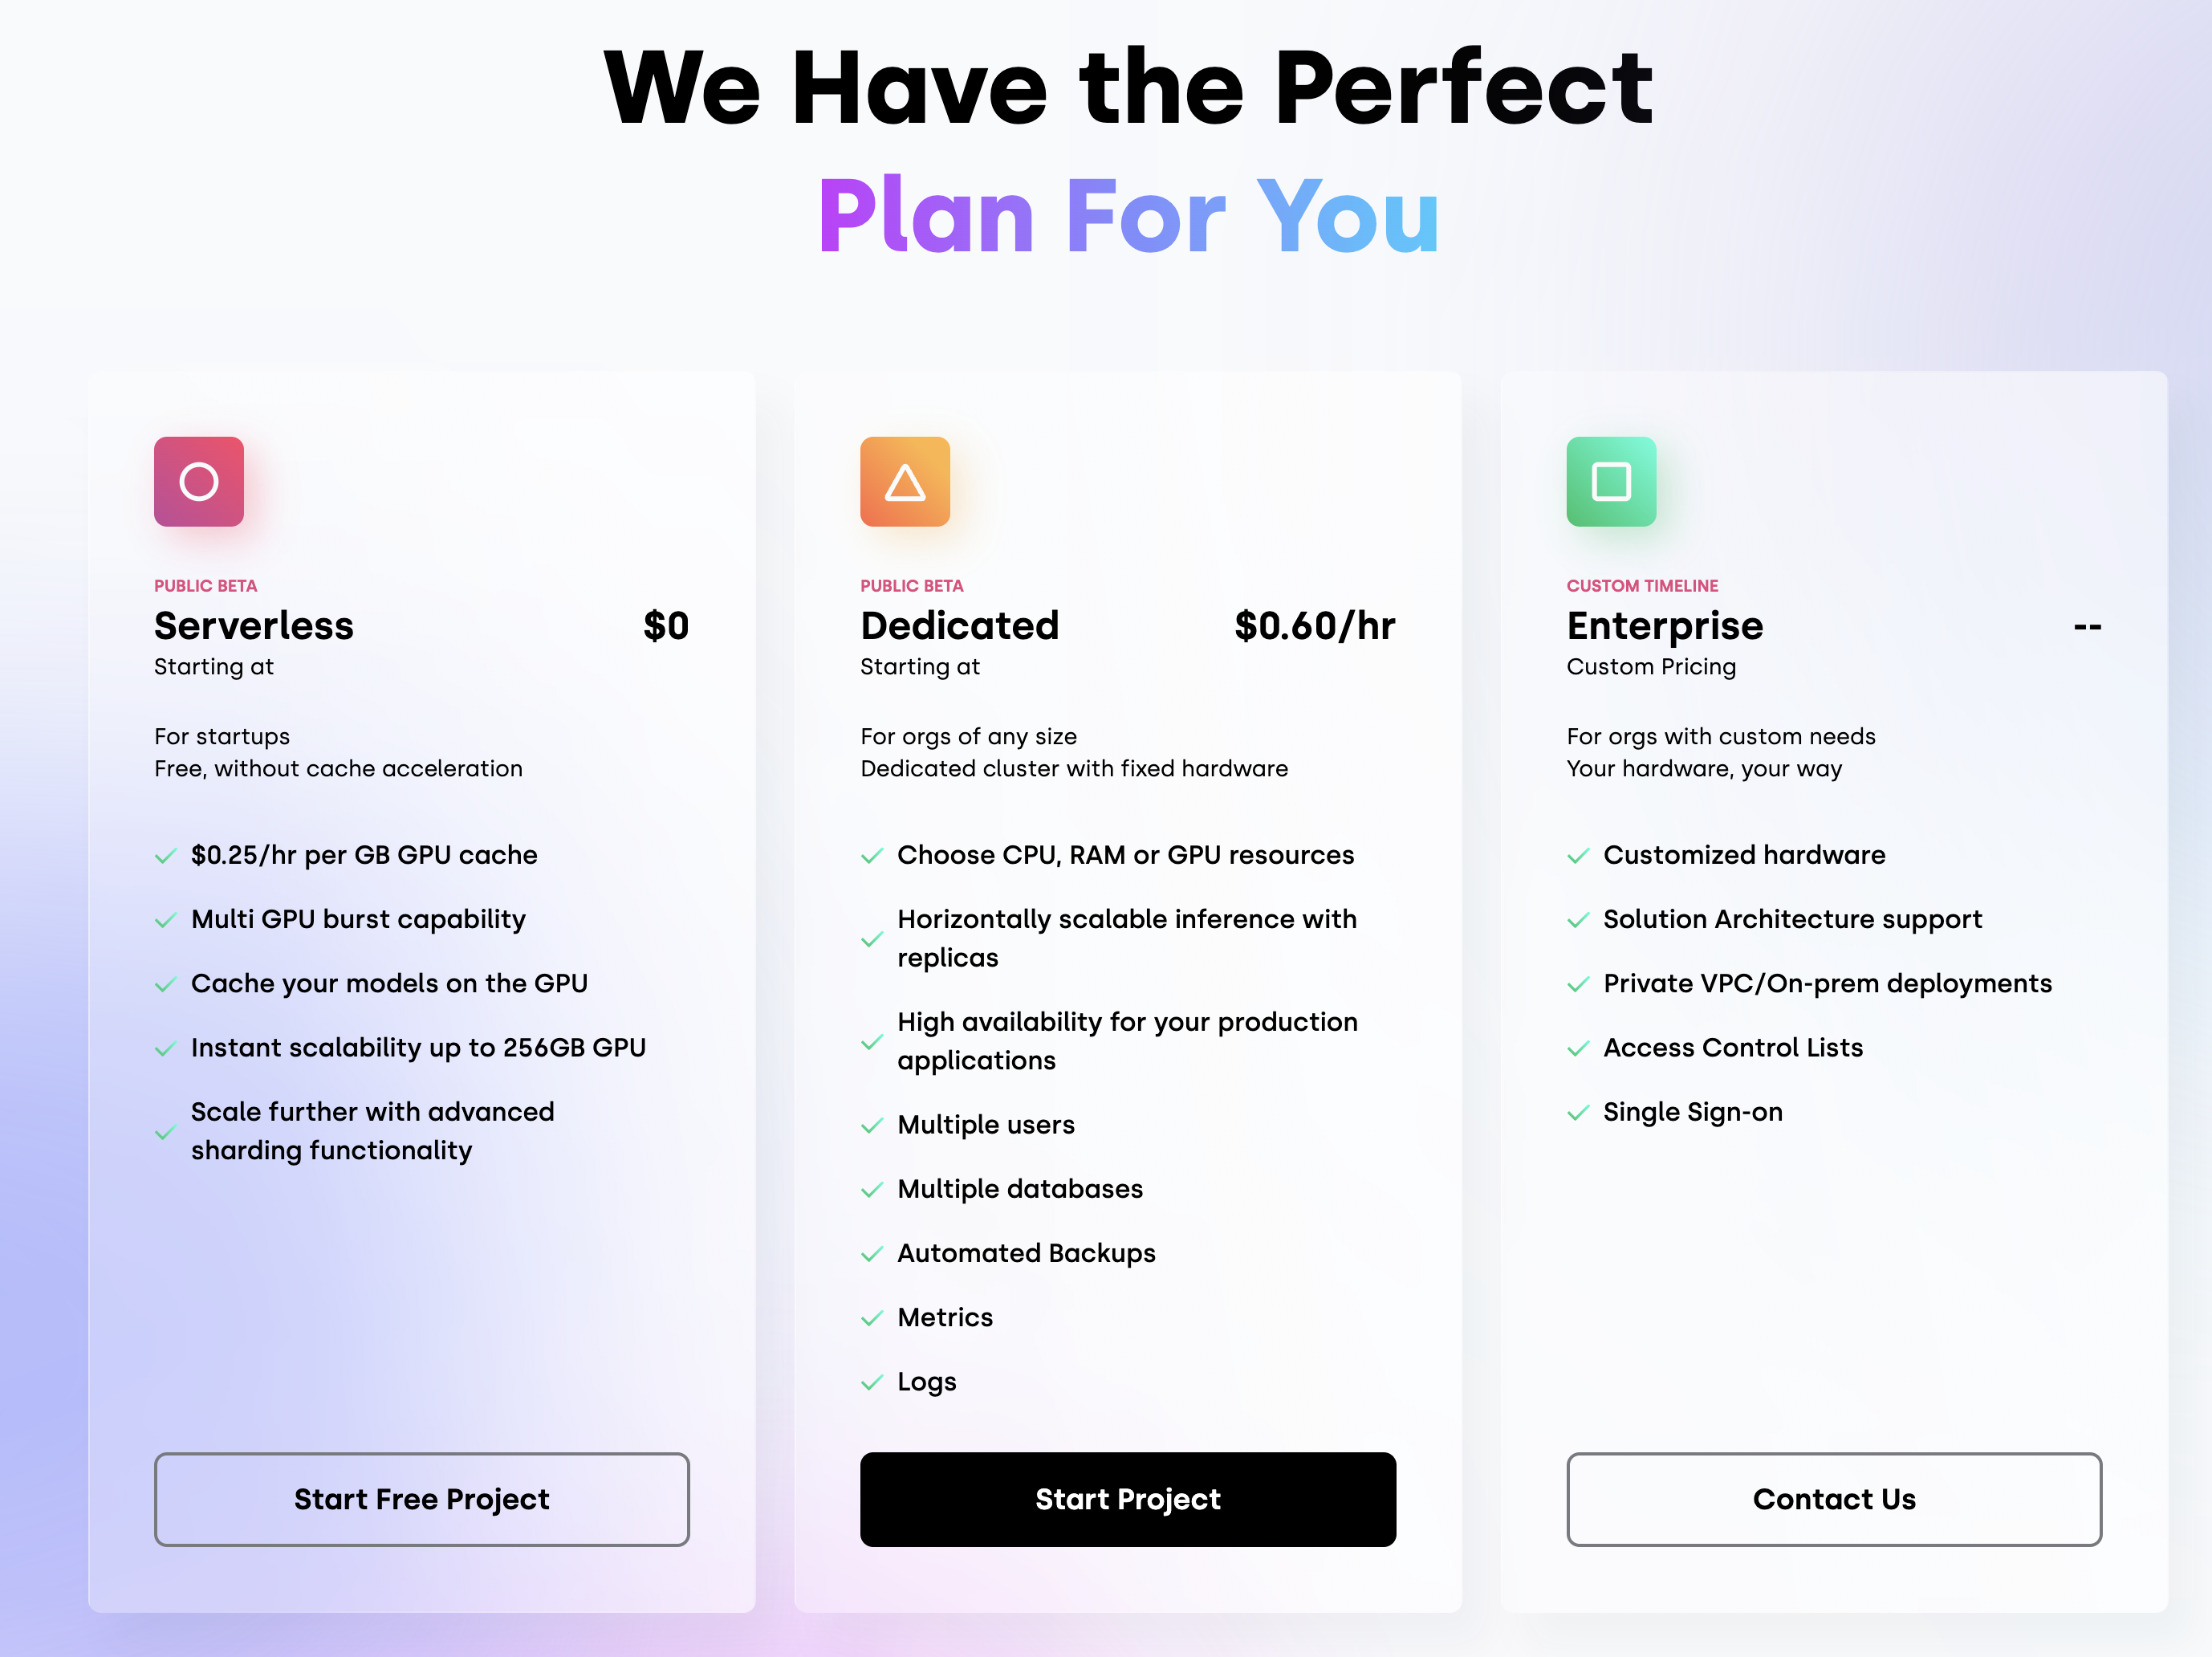 We Have the Perfect
Plan For You
PUBLIC BETA
Serverless $0
Starting at
For startups
Free, without cache acceleration
$0.25/hr per GB GPU cache
Multi GPU burst capability
Cache your models on the GPU
Instant scalability up to 256GB GPU
Scale further with advanced
sharding functionality
Start Free Project
PUBLIC BETA
Dedicated $0.60/hr
Starting at
For orgs of any size
Dedicated cluster with fixed hardware
Choose CPU, RAM or GPU resources
Horizontally scalable inference with
replicas
High availability for your production
applications
Multiple users
Multiple databases
Automated Backups
Metrics
Logs
Start Project
CUSTOM TIMELINE
Enterprise --
Custom Pricing
For orgs with custom needs
Your hardware, your way
Customized hardware
Solution Architecture support
Private VPC/On-prem deployments
Access Control Lists
Single Sign-on
Contact Us